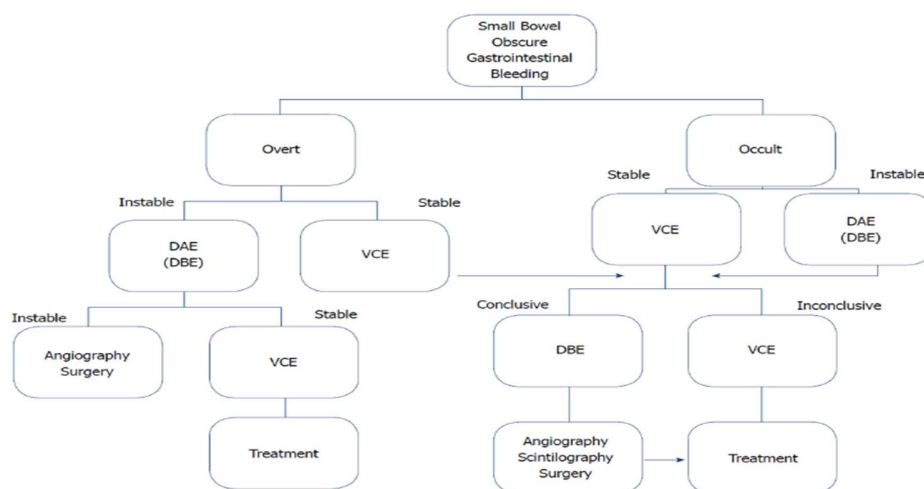 Small Bowel
Obscure
Gastrointestinal
Bleeding
Overt
Occult
Instable
Stable
Stable
Instable
DAE
(DBE)
VCE
VCE
DAE
(DBE)
Instable
Stable
Conclusive
Inconclusive
Angiography
Surgery
VCE
DBE
VCE
Treatment
Angiography
Scintilography
Surgery
Treatment